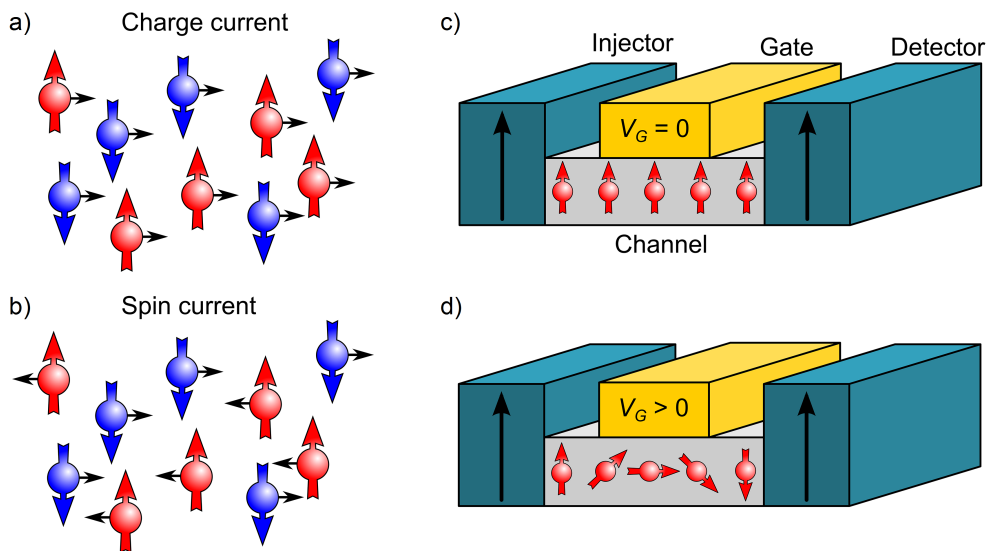 a)
Charge current
b)
Spin current
c)
Injector
Gate
Detector
V_G = 0
Channel
d)
V_G > 0